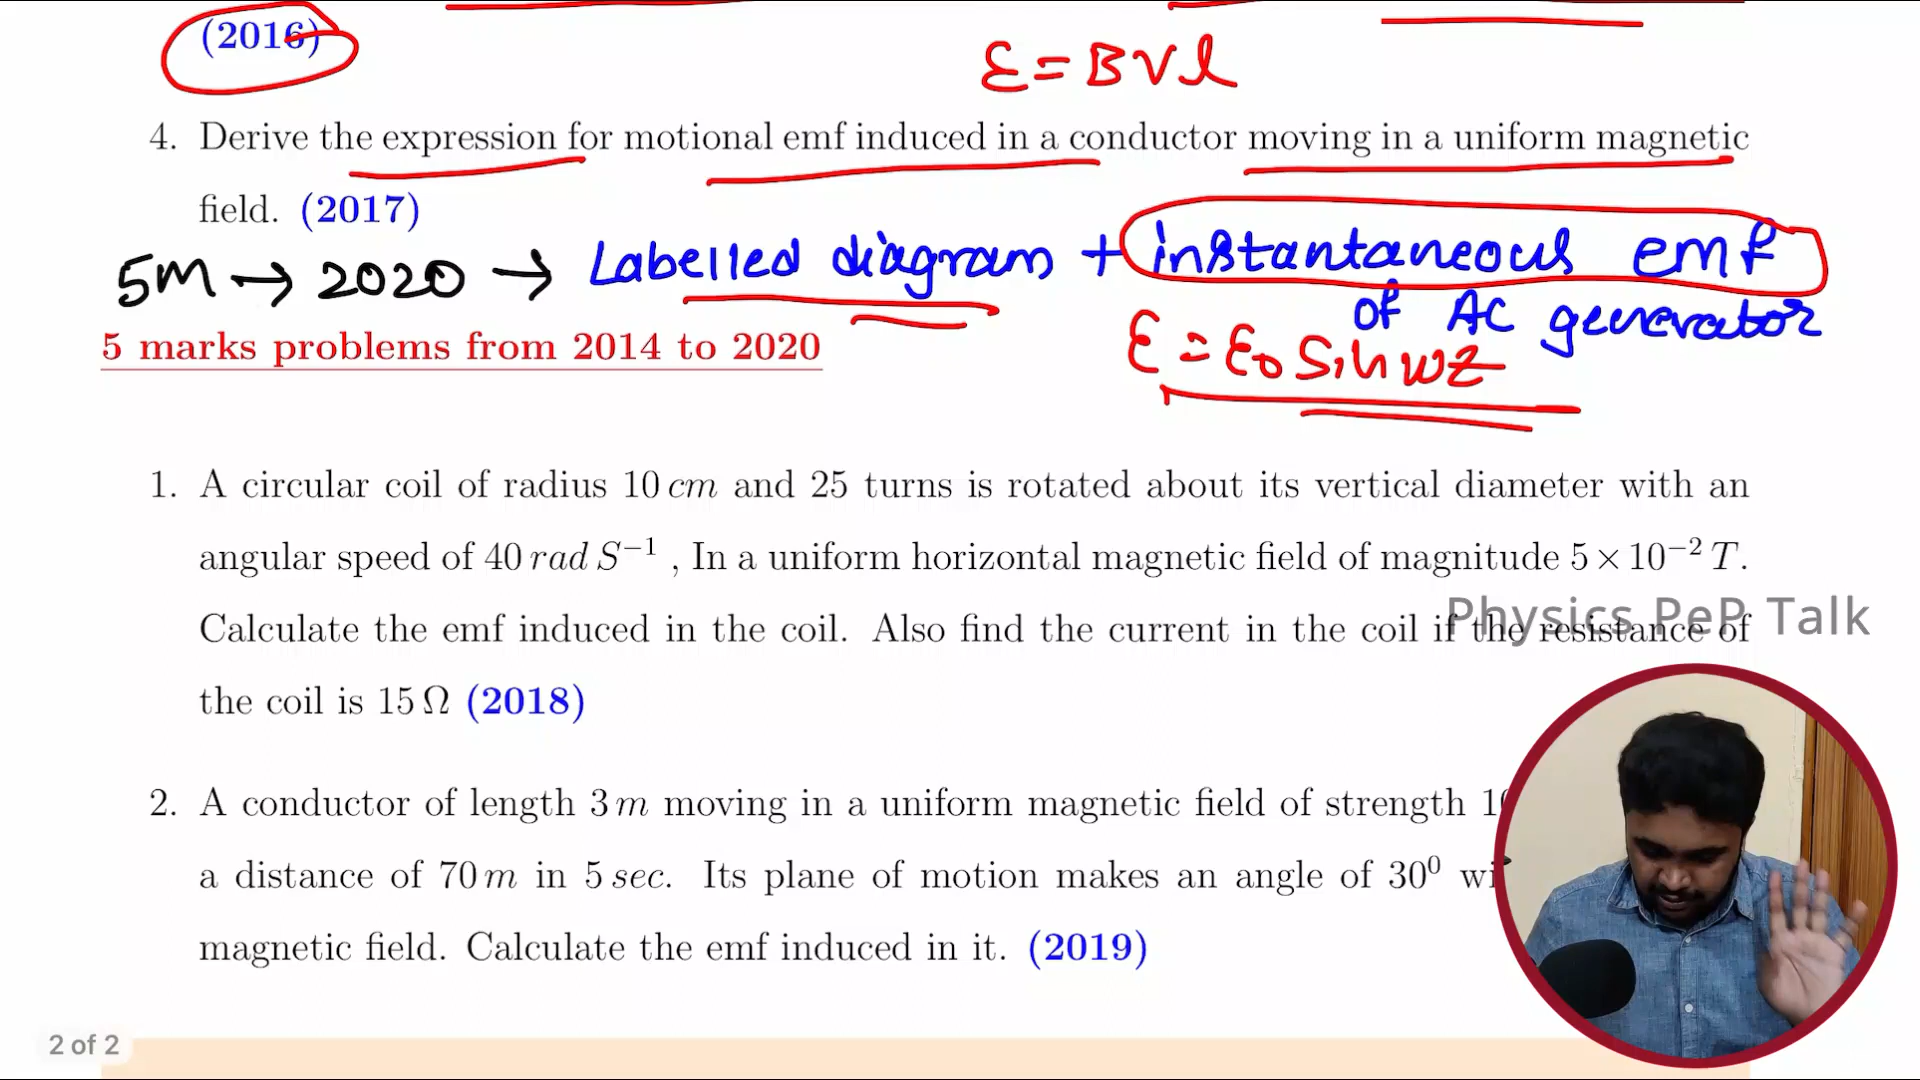 (2016)
ε = BVl
4. Derive the expression for motional emf induced in a conductor moving in a uniform magnetic
field. (2017)
5M → 2020 → Labelled diagram + instantaneous emf
of AC generator
5 marks problems from 2014 to 2020
ε = ε₀ Sin wt
1. A circular coil of radius 10 cm and 25 turns is rotated about its vertical diameter with an
angular speed of 40 rad S⁻¹ , In a uniform horizontal magnetic field of magnitude 5 × 10⁻² T.
Physics PeP Talk
Calculate the emf induced in the coil. Also find the current in the coil if the resistance of
the coil is 15 Ω (2018)
2. A conductor of length 3 m moving in a uniform magnetic field of strength
a distance of 70 m in 5 sec. Its plane of motion makes an angle of 30⁰
magnetic field. Calculate the emf induced in it. (2019)
2 of 2